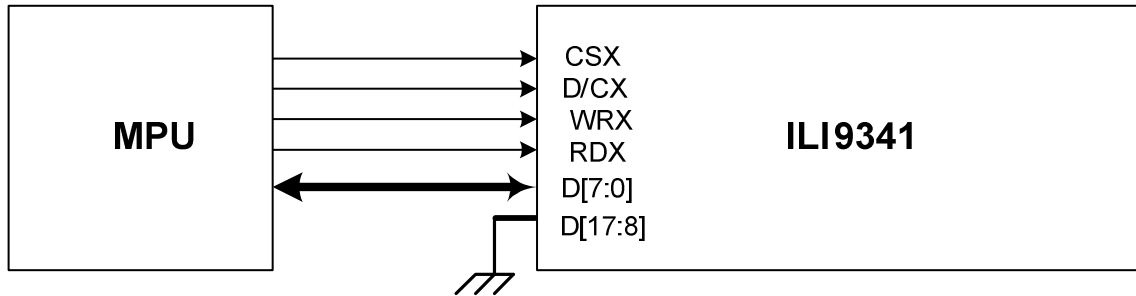 MPU
CSX
D/CX
WRX
RDX
D[7:0]
D[17:8]
ILI9341